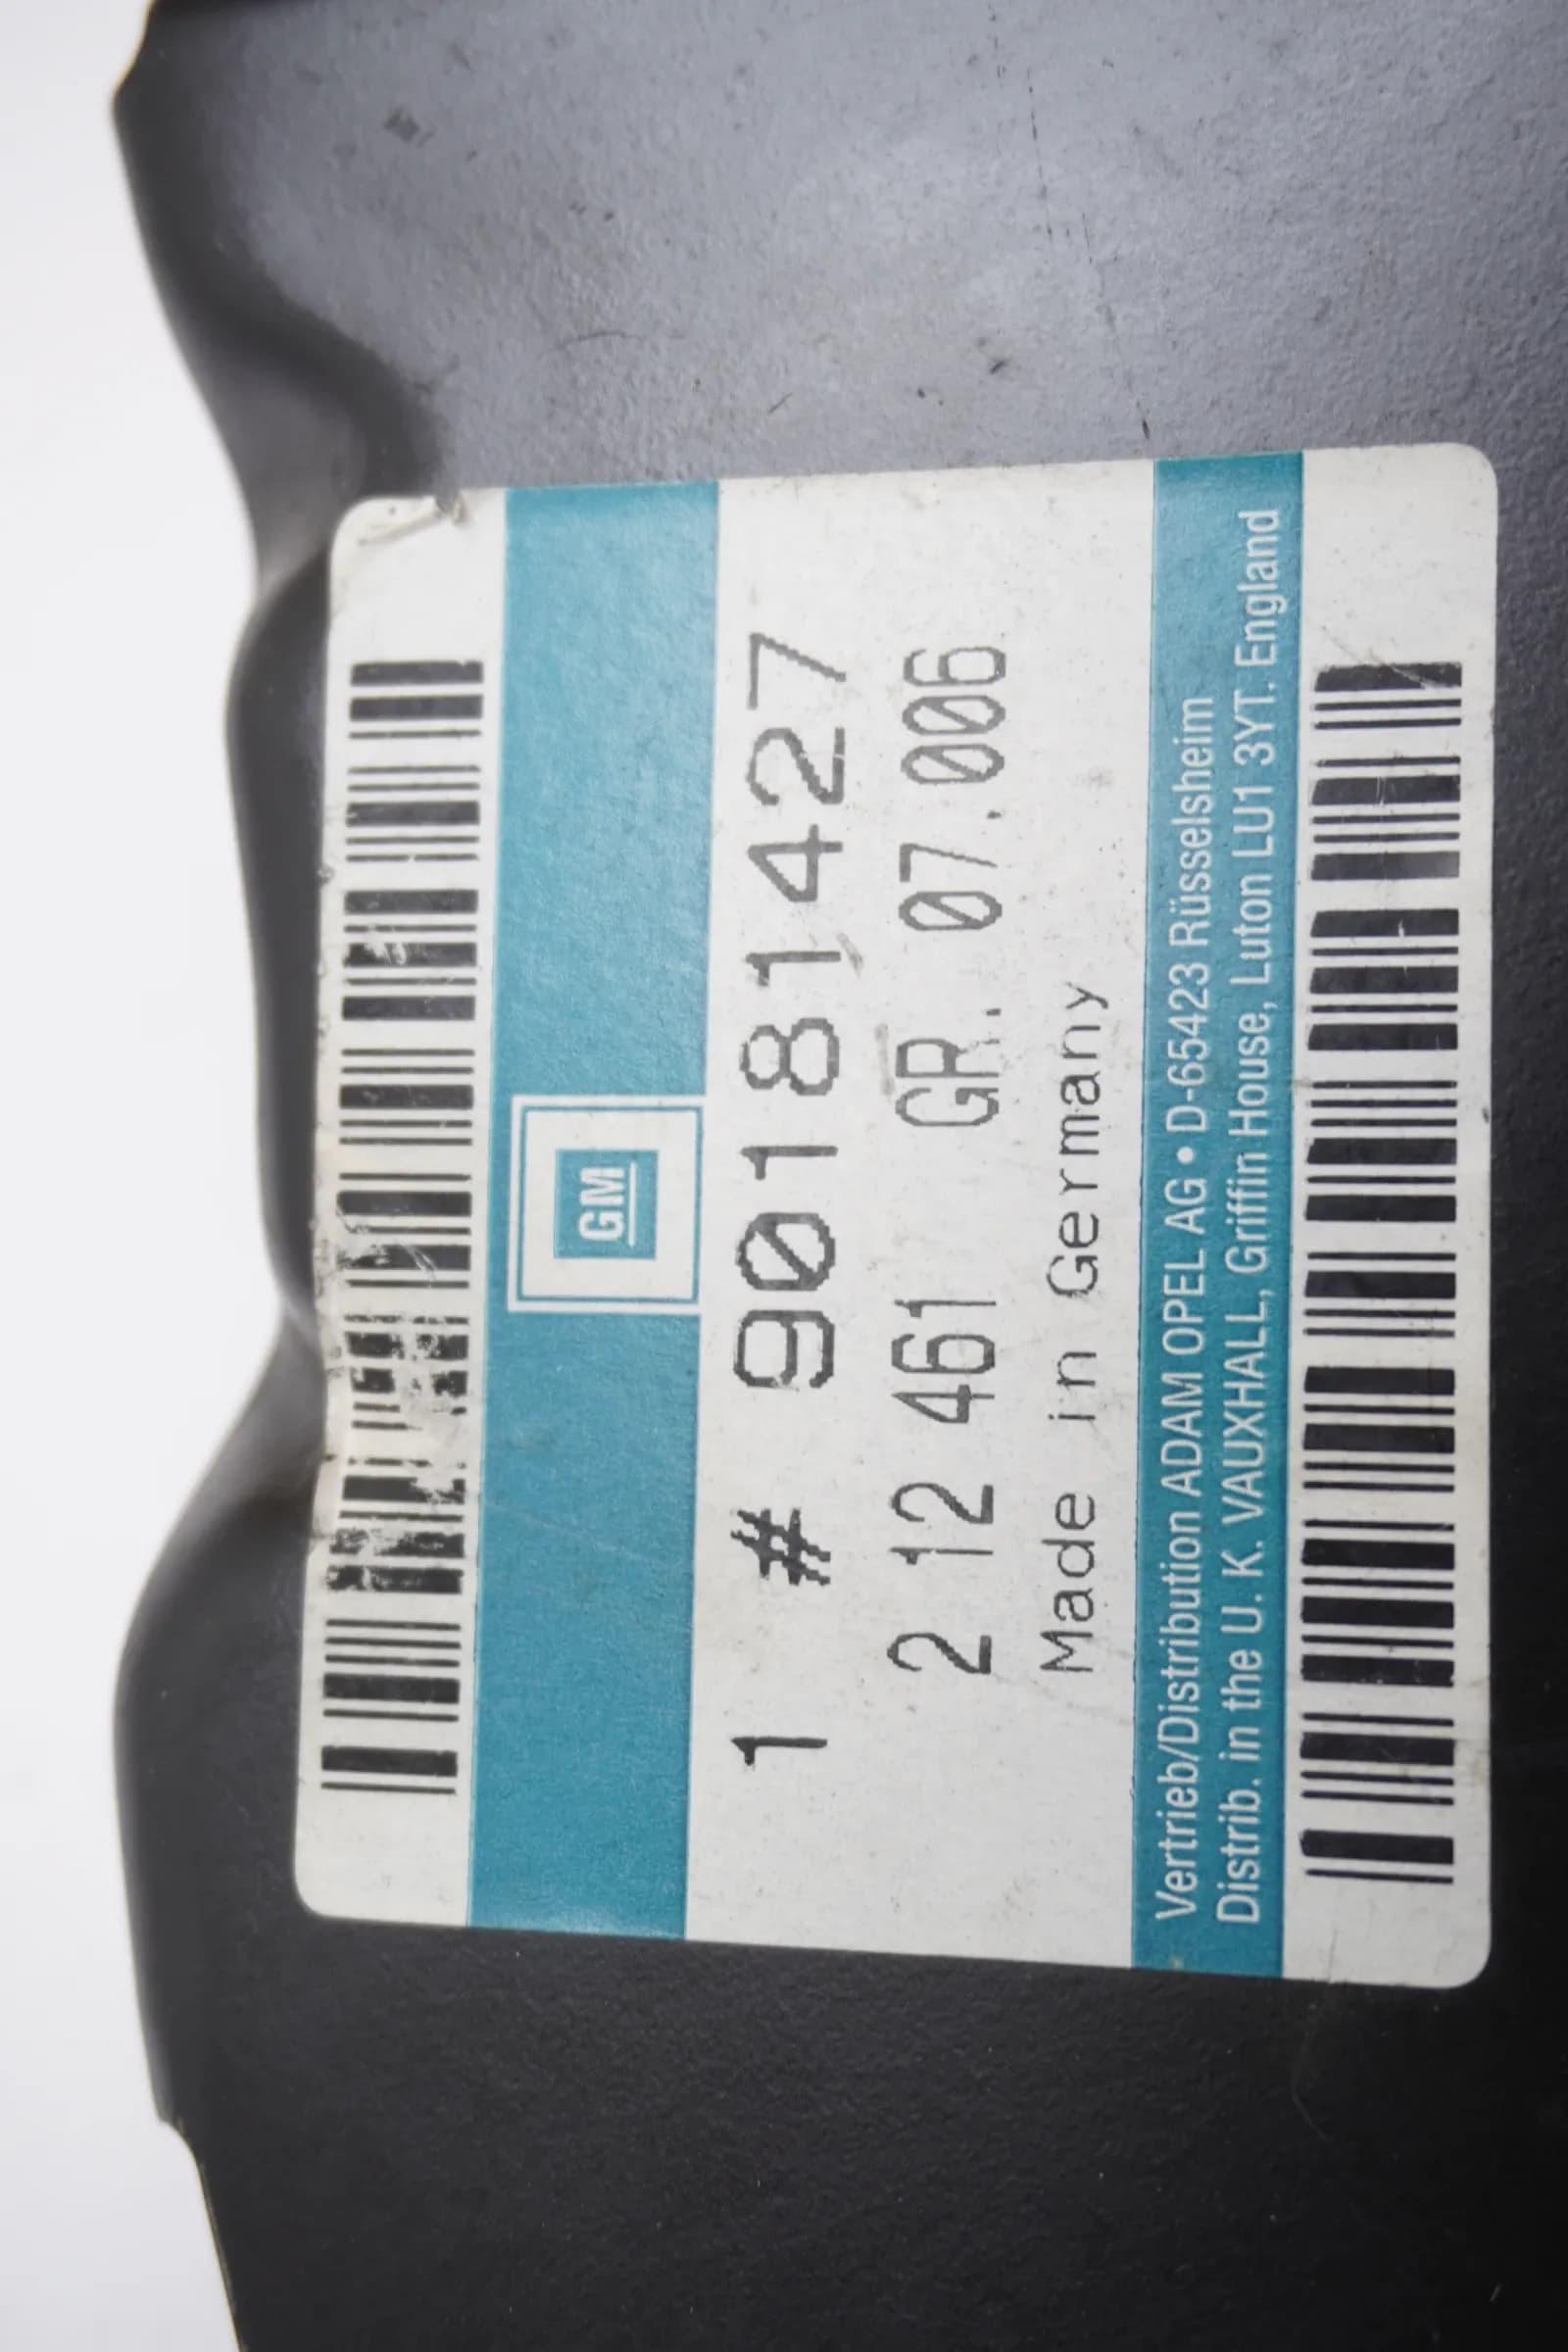 GM
1 # 90181427
2 12 461 GR. 07.006
Made in Germany
Vertrieb/Distribution ADAM OPEL AG • D-65423 Rüsselsheim
Distrib. in the U. K. VAUXHALL, Griffin House, Luton LU1 3YT. England